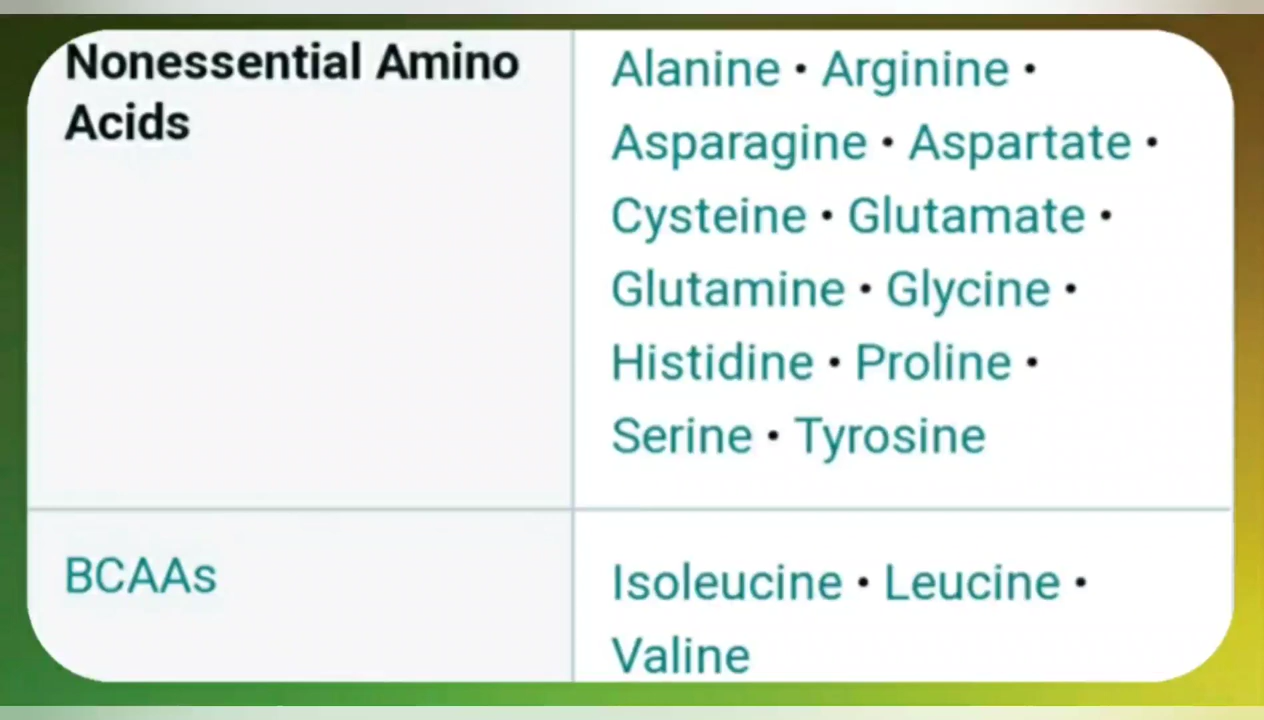 Nonessential Amino
Acids
Alanine • Arginine •
Asparagine • Aspartate •
Cysteine • Glutamate •
Glutamine • Glycine •
Histidine • Proline •
Serine • Tyrosine
BCAAs
Isoleucine • Leucine •
Valine